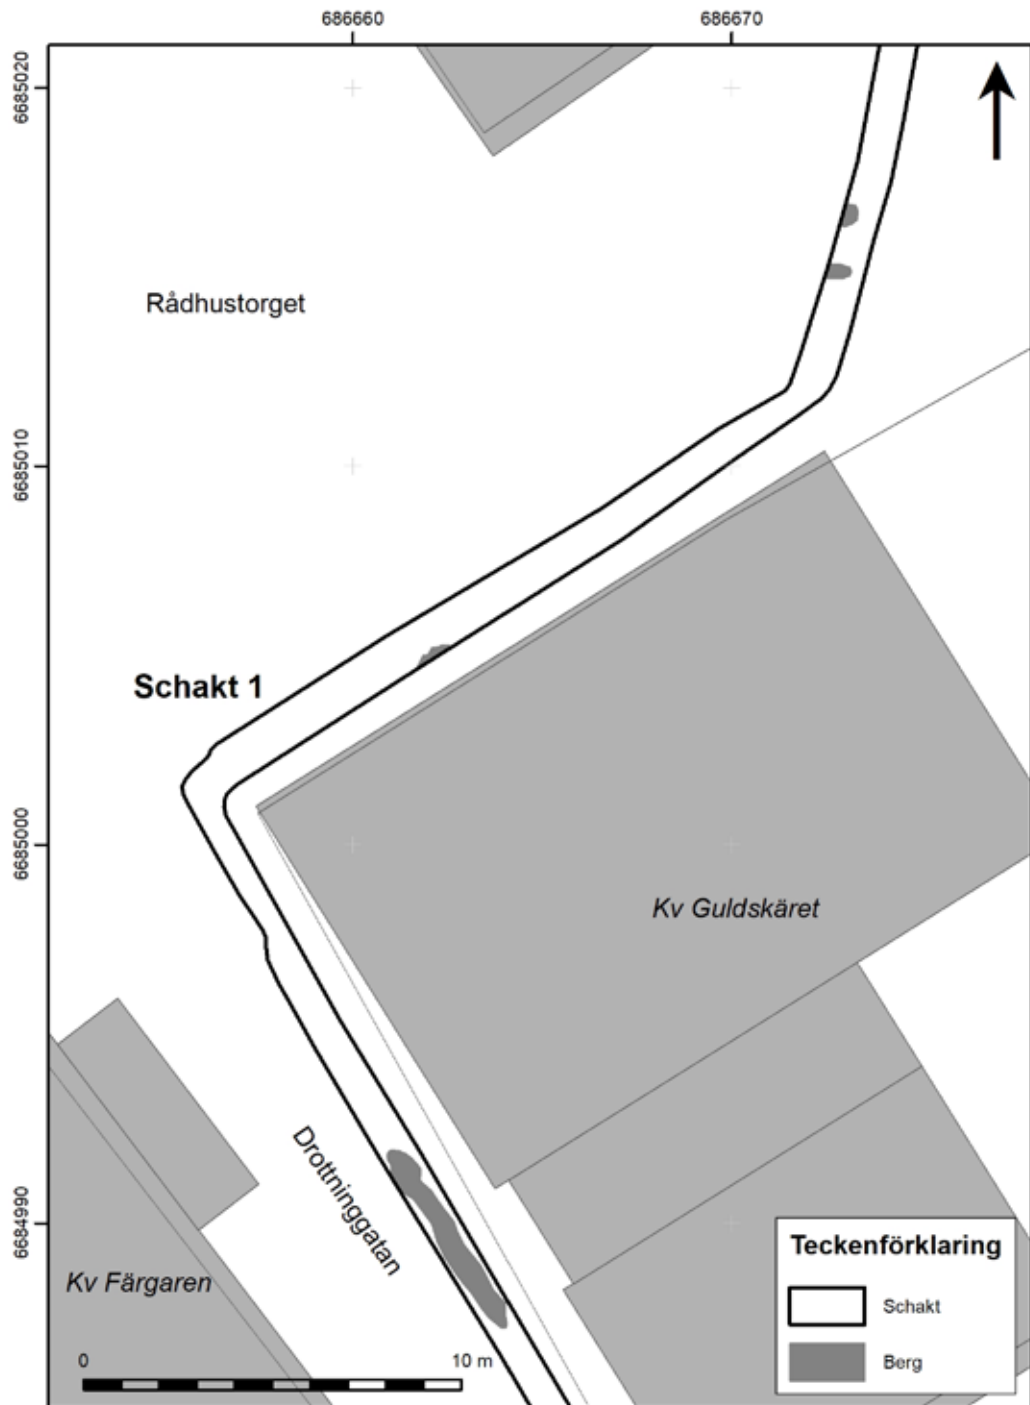 686660
686670
6685020
Rådhustorget
6685010
Schakt 1
6685000
Kv Guldskäret
Drottninggatan
6684990
Kv Färgaren
0
10 m
Teckenförklaring
Schakt
Berg